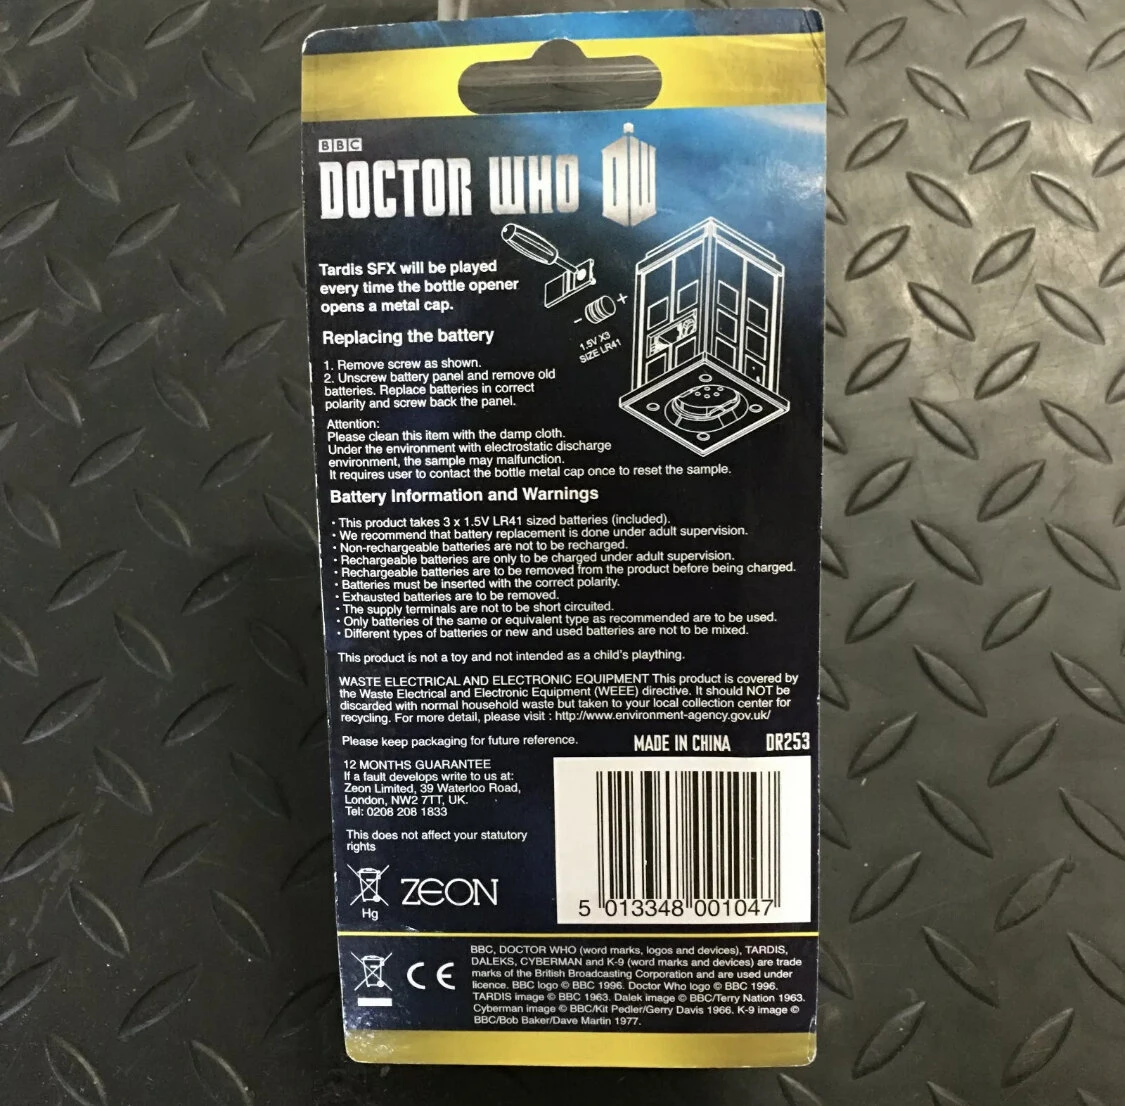 BBC
DOCTOR WHO DW
Tardis SFX will be played
every time the bottle opener
opens a metal cap.
- +
1.5V X3
SIZE LR41
Replacing the battery
1. Remove screw as shown.
2. Unscrew battery panel and remove old
batteries. Replace batteries in correct
polarity and screw back the panel.
Attention:
Please clean this item with the damp cloth.
Under the environment with electrostatic discharge
environment, the sample may malfunction.
It requires user to contact the bottle metal cap once to reset the sample.
Battery Information and Warnings
• This product takes 3 x 1.5V LR41 sized batteries (included).
• We recommend that battery replacement is done under adult supervision.
• Non-rechargeable batteries are not to be recharged.
• Rechargeable batteries are only to be charged under adult supervision.
• Rechargeable batteries are to be removed from the product before being charged.
• Batteries must be inserted with the correct polarity.
• Exhausted batteries are to be removed.
• The supply terminals are not to be short circuited.
• Only batteries of the same or equivalent type as recommended are to be used.
• Different types of batteries or new and used batteries are not to be mixed.
This product is not a toy and not intended as a child's plaything.
WASTE ELECTRICAL AND ELECTRONIC EQUIPMENT This product is covered by
the Waste Electrical and Electronic Equipment (WEEE) directive. It should NOT be
discarded with normal household waste but taken to your local collection center for
recycling. For more detail, please visit : http://www.environment-agency.gov.uk/
Please keep packaging for future reference.
MADE IN CHINA DR253
12 MONTHS GUARANTEE
If a fault develops write to us at:
Zeon Limited, 39 Waterloo Road,
London, NW2 7TT, UK.
Tel: 0208 208 1833
This does not affect your statutory
rights
Hg
ZEON
5 013348 001047
CE
BBC, DOCTOR WHO (word marks, logos and devices), TARDIS,
DALEKS, CYBERMAN and K-9 (word marks and devices) are trade
marks of the British Broadcasting Corporation and are used under
licence. BBC logo © BBC 1996. Doctor Who logo © BBC 1996.
TARDIS image © BBC 1963. Dalek image © BBC/Terry Nation 1963.
Cyberman image © BBC/Kit Pedler/Gerry Davis 1966. K-9 image ©
BBC/Bob Baker/Dave Martin 1977.